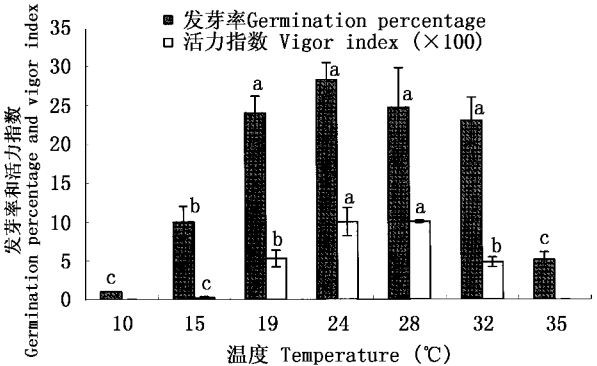 ■ 发芽率Germination percentage
□ 活力指数 Vigor index (×100)
发芽率和活力指数
Germination percentage and vigor index
35
30
25
20
15
10
5
0
c
b
c
a
b
a
a
a
a
a
b
c
10 15 19 24 28 32 35
温度 Temperature (℃)